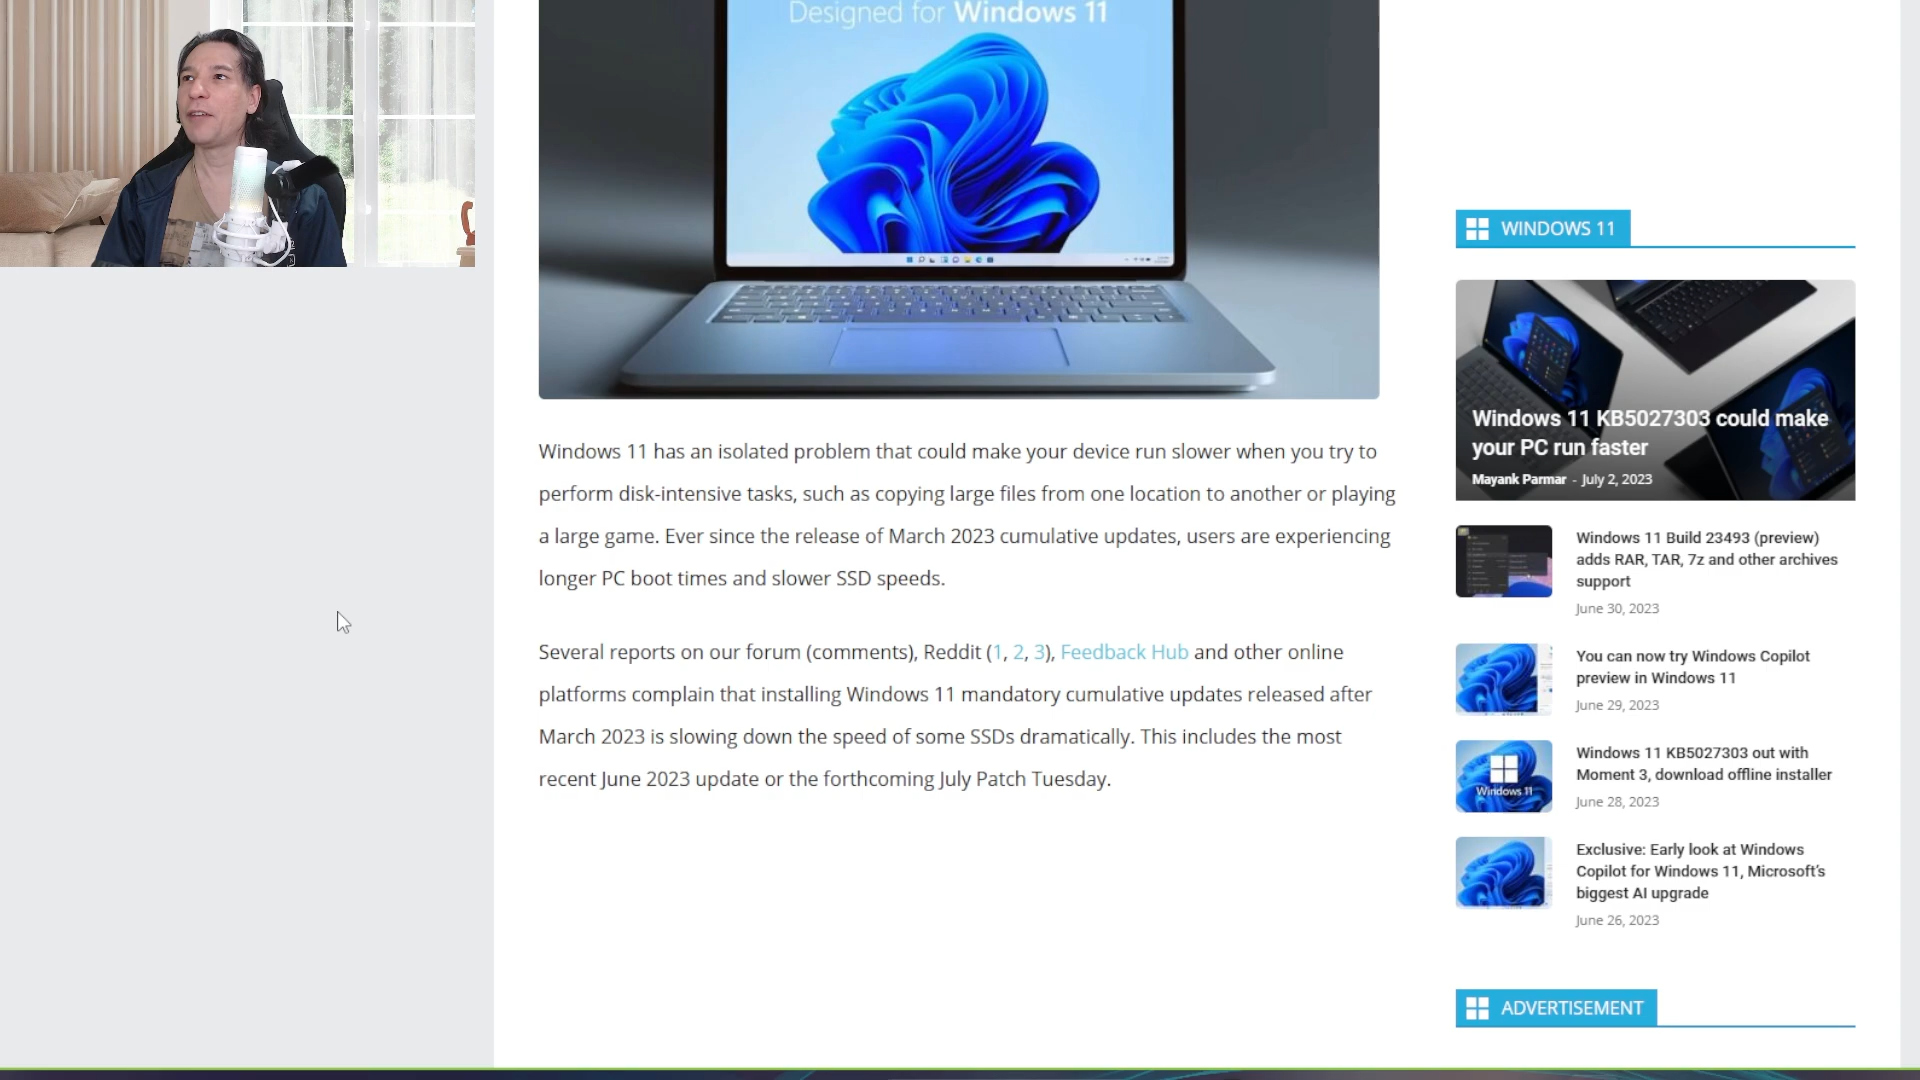 Designed for Windows 11
Windows 11 has an isolated problem that could make your device run slower when you try to
perform disk-intensive tasks, such as copying large files from one location to another or playing
a large game. Ever since the release of March 2023 cumulative updates, users are experiencing
longer PC boot times and slower SSD speeds.
Several reports on our forum (comments), Reddit (1, 2, 3), Feedback Hub and other online
platforms complain that installing Windows 11 mandatory cumulative updates released after
March 2023 is slowing down the speed of some SSDs dramatically. This includes the most
recent June 2023 update or the forthcoming July Patch Tuesday.
WINDOWS 11
Windows 11 KB5027303 could make
your PC run faster
Mayank Parmar - July 2, 2023
Windows 11 Build 23493 (preview)
adds RAR, TAR, 7z and other archives
support
June 30, 2023
You can now try Windows Copilot
preview in Windows 11
June 29, 2023
Windows 11
Windows 11 KB5027303 out with
Moment 3, download offline installer
June 28, 2023
Exclusive: Early look at Windows
Copilot for Windows 11, Microsoft's
biggest AI upgrade
June 26, 2023
ADVERTISEMENT